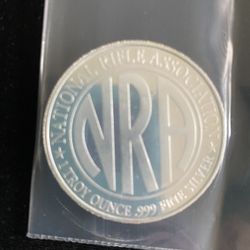 NATIONAL RIFLE ASSOCIATION
NRA
1 TROY OUNCE .999 FINE SILVER